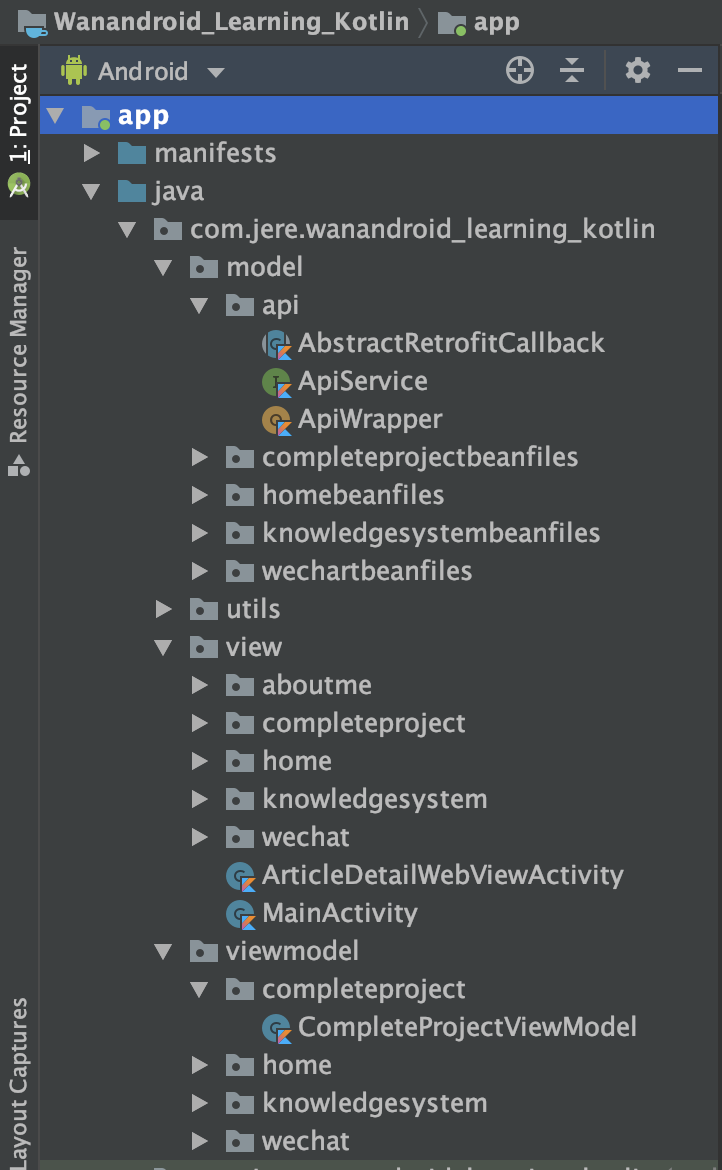 Wanandroid_Learning_Kotlin
app
Android
1: Project
Resource Manager
Layout Captures
app
manifests
java
com.jere.wanandroid_learning_kotlin
model
api
AbstractRetrofitCallback
ApiService
ApiWrapper
completeprojectbeanfiles
homebeanfiles
knowledgesystembeanfiles
wechartbeanfiles
utils
view
aboutme
completeproject
home
knowledgesystem
wechat
ArticleDetailWebViewActivity
MainActivity
viewmodel
completeproject
CompleteProjectViewModel
home
knowledgesystem
wechat